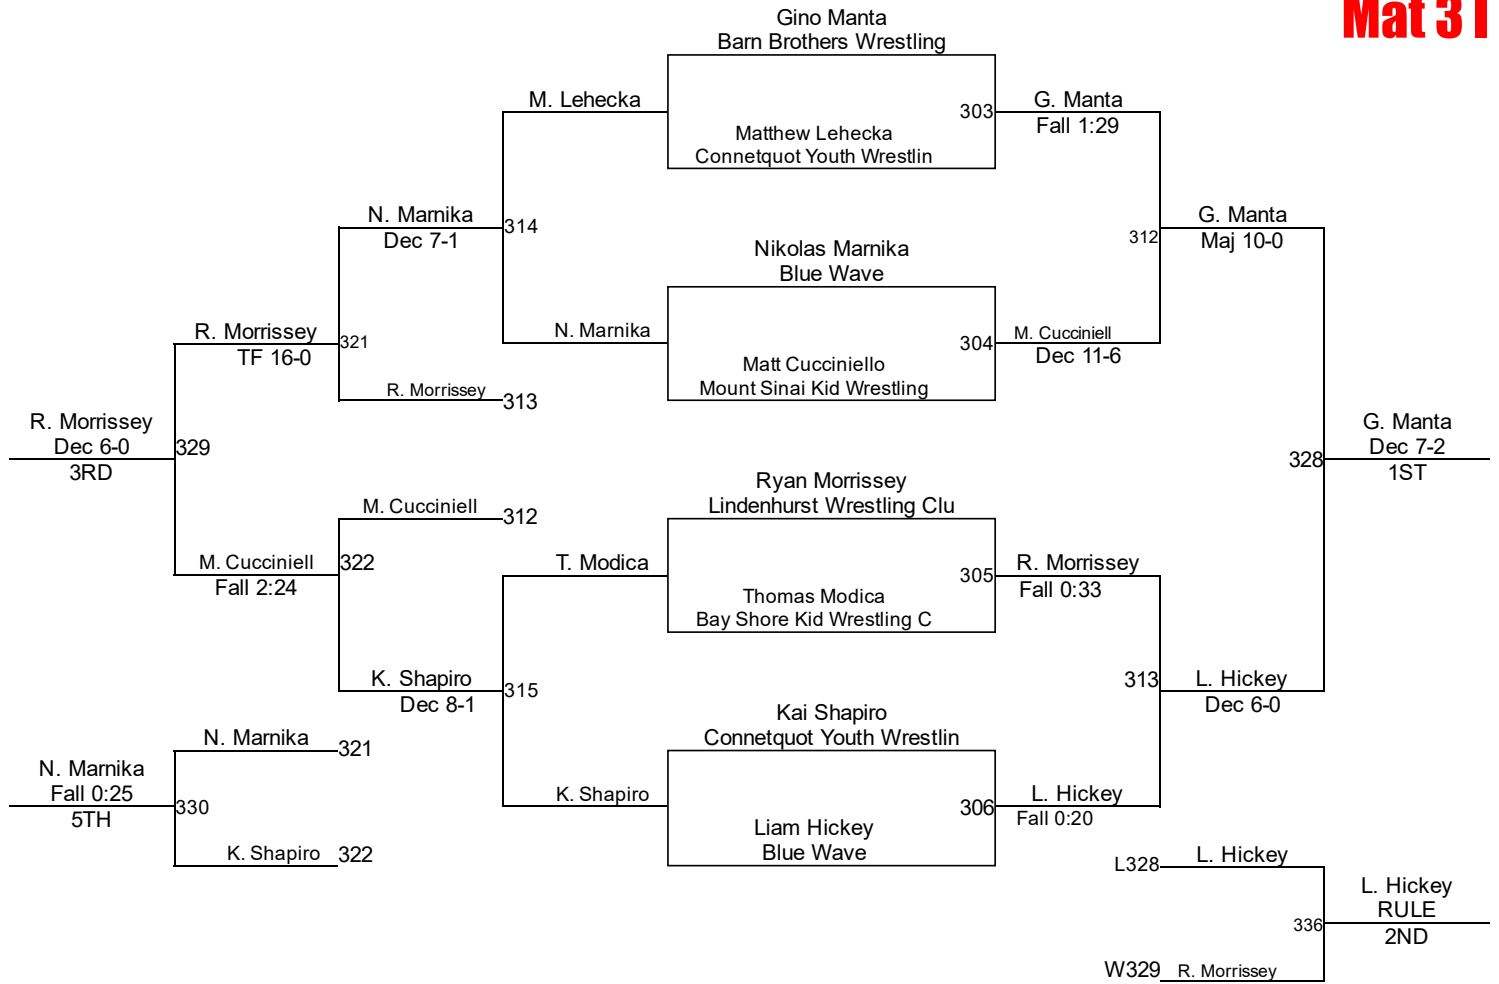 Mat 3 I
Gino Manta
Barn Brothers Wrestling
M. Lehecka
303
G. Manta
Fall 1:29
Matthew Lehecka
Connetquot Youth Wrestlin
N. Marnika
Dec 7-1
314
G. Manta
Maj 10-0
312
Nikolas Marnika
Blue Wave
R. Morrissey
TF 16-0
321
N. Marnika
304
M. Cucciniell
Dec 11-6
Matt Cucciniello
Mount Sinai Kid Wrestling
R. Morrissey
313
R. Morrissey
Dec 6-0
3RD
329
G. Manta
Dec 7-2
1ST
328
Ryan Morrissey
Lindenhurst Wrestling Clu
M. Cucciniell
312
M. Cucciniell
Fall 2:24
322
T. Modica
305
R. Morrissey
Fall 0:33
Thomas Modica
Bay Shore Kid Wrestling C
K. Shapiro
Dec 8-1
315
313
L. Hickey
Dec 6-0
Kai Shapiro
Connetquot Youth Wrestlin
N. Marnika
321
N. Marnika
Fall 0:25
5TH
330
K. Shapiro
306
L. Hickey
Fall 0:20
Liam Hickey
Blue Wave
K. Shapiro
322
L328
L. Hickey
L. Hickey
RULE
2ND
336
W329
R. Morrissey